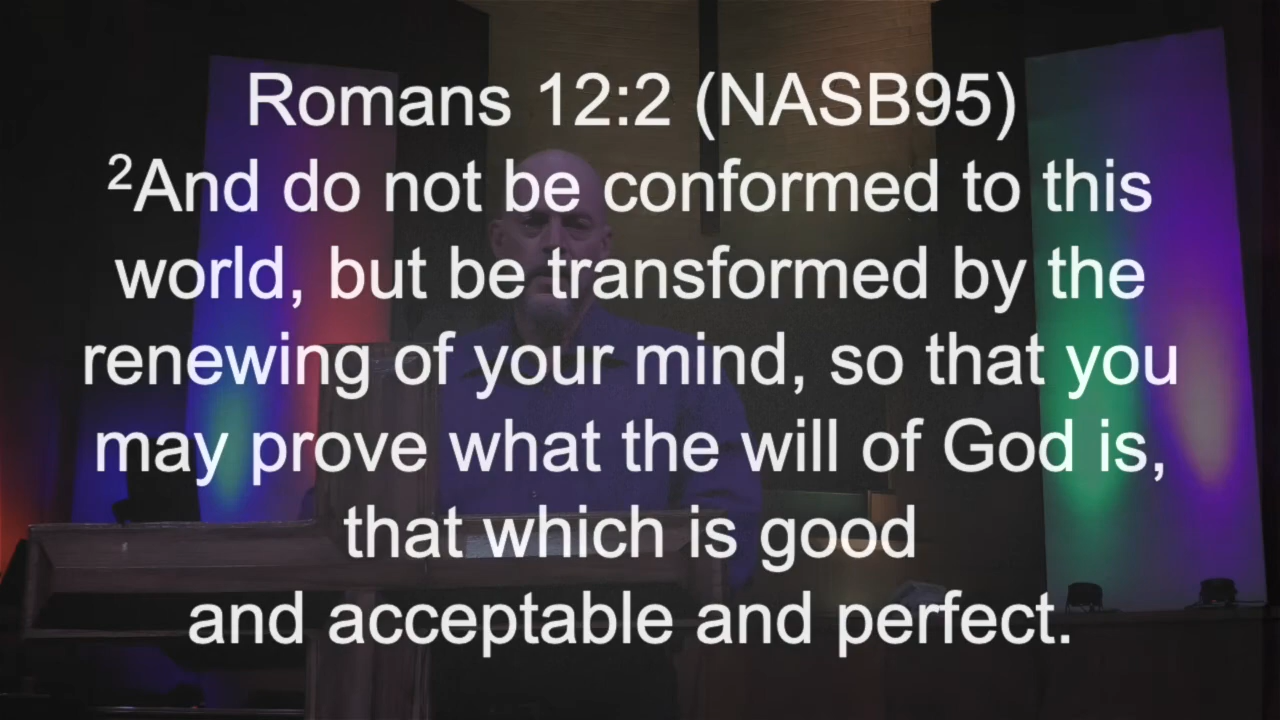 Romans 12:2 (NASB95)
²And do not be conformed to this
world, but be transformed by the
renewing of your mind, so that you
may prove what the will of God is,
that which is good
and acceptable and perfect.